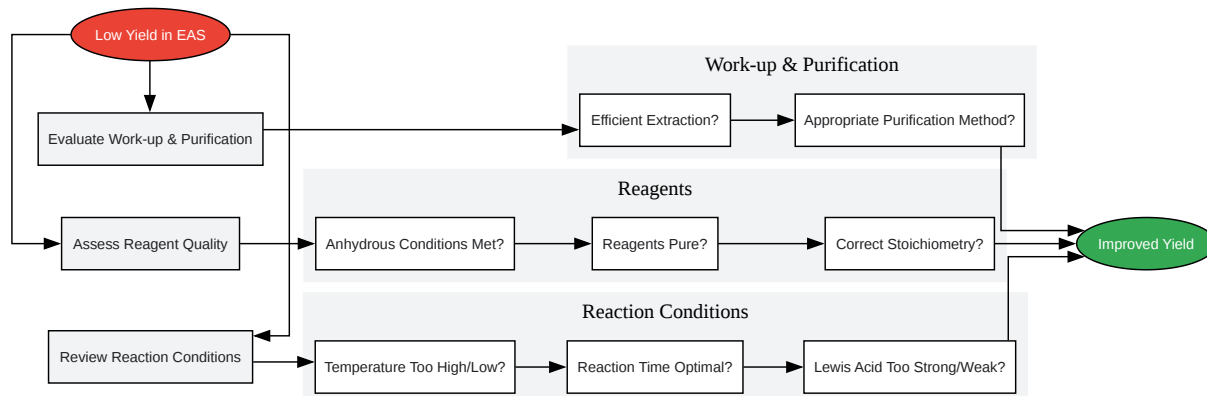 Low Yield in EAS
Work-up & Purification
Efficient Extraction?
Appropriate Purification Method?
Evaluate Work-up & Purification
Reagents
Assess Reagent Quality
Anhydrous Conditions Met?
Reagents Pure?
Correct Stoichiometry?
Improved Yield
Reaction Conditions
Review Reaction Conditions
Temperature Too High/Low?
Reaction Time Optimal?
Lewis Acid Too Strong/Weak?